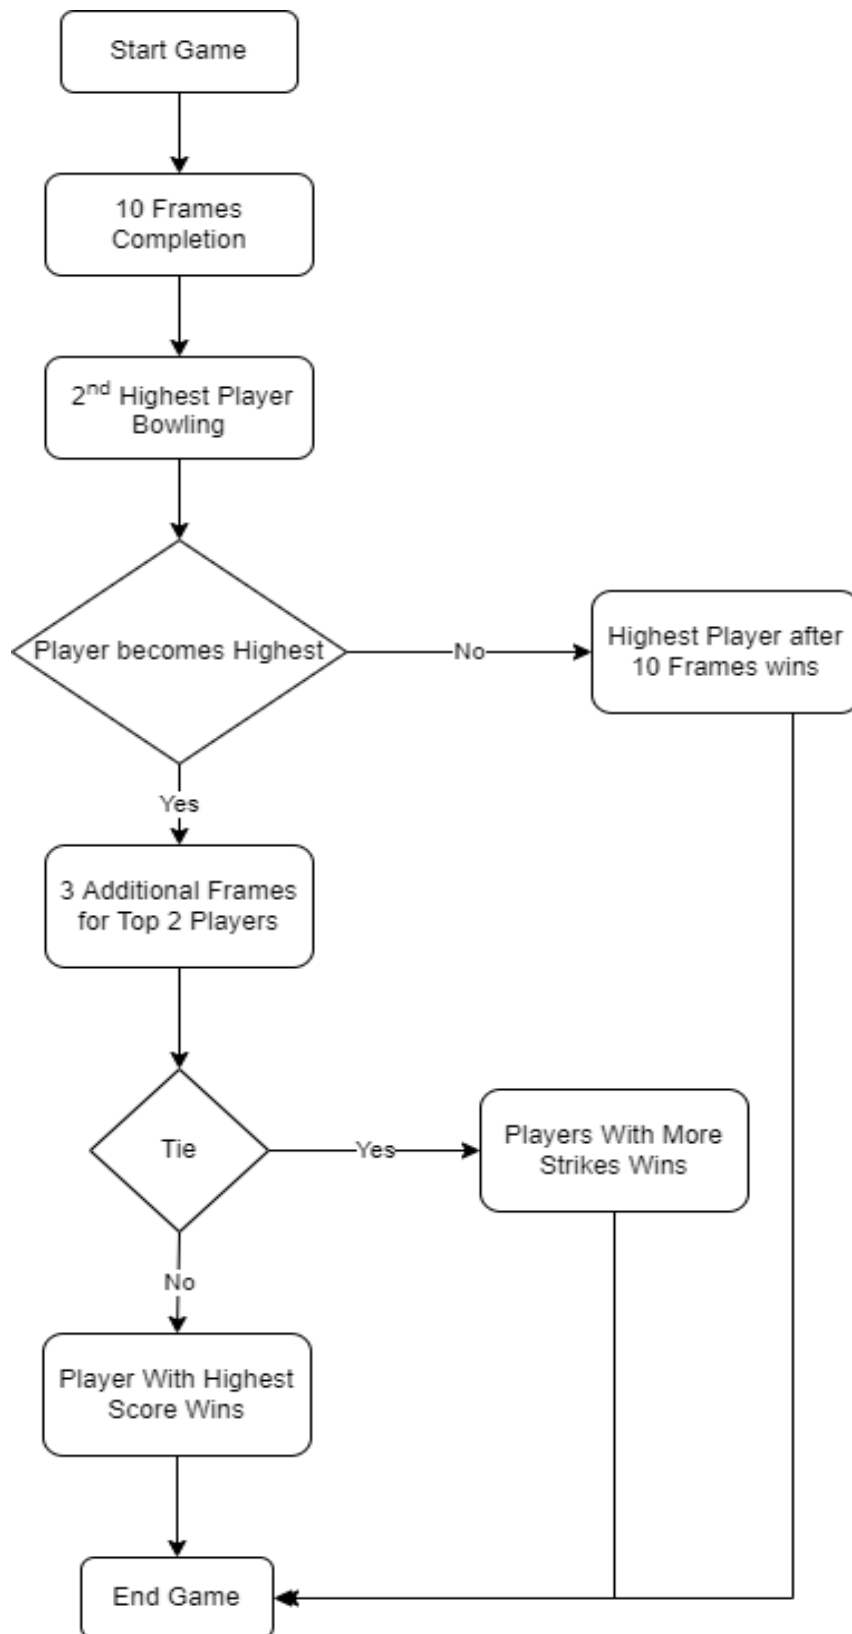 Start Game
10 Frames
Completion
2nd Highest Player
Bowling
Player becomes Highest
No
Highest Player after
10 Frames wins
Yes
3 Additional Frames
for Top 2 Players
Tie
Yes
Players With More
Strikes Wins
No
Player With Highest
Score Wins
End Game